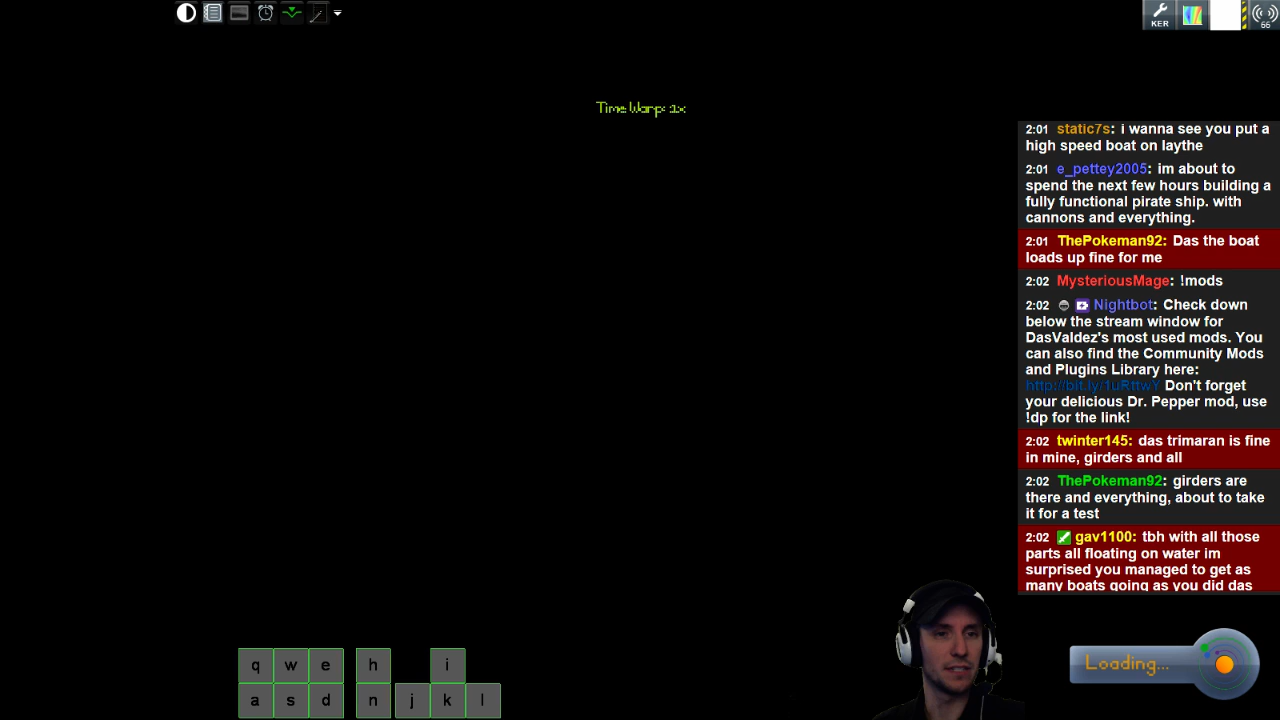 KER
66
Time Warp: 1x
2:01 static7s: i wanna see you put a
high speed boat on laythe
2:01 e_pettey2005: im about to
spend the next few hours building a
fully functional pirate ship. with
cannons and everything.
2:01 ThePokeman92: Das the boat
loads up fine for me
2:02 MysteriousMage: !mods
2:02 Nightbot: Check down
below the stream window for
DasValdez's most used mods. You
can also find the Community Mods
and Plugins Library here:
http://bit.ly/1uRttwY Don't forget
your delicious Dr. Pepper mod, use
!dp for the link!
2:02 twinter145: das trimaran is fine
in mine, girders and all
2:02 ThePokeman92: girders are
there and everything, about to take
it for a test
2:02 gav1100: tbh with all those
parts all floating on water im
surprised you managed to get as
many boats going as you did das
q w e h i
a s d n j k l
Loading...